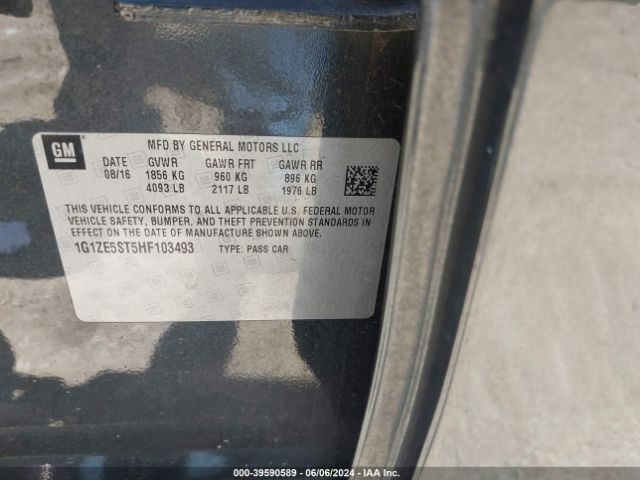 GM
MFD BY GENERAL MOTORS LLC
DATE GVWR GAWR FRT GAWR RR
08/16 1856 KG 960 KG 896 KG
4093 LB 2117 LB 1976 LB
THIS VEHICLE CONFORMS TO ALL APPLICABLE U.S. FEDERAL MOTOR
VEHICLE SAFETY, BUMPER, AND THEFT PREVENTION STANDARDS
IN EFFECT ON THE DATE OF MANUFACTURE SHOWN ABOVE.
1G1ZE5ST5HF103493 TYPE: PASS CAR
000-39590589 - 06/06/2024 - IAA Inc.